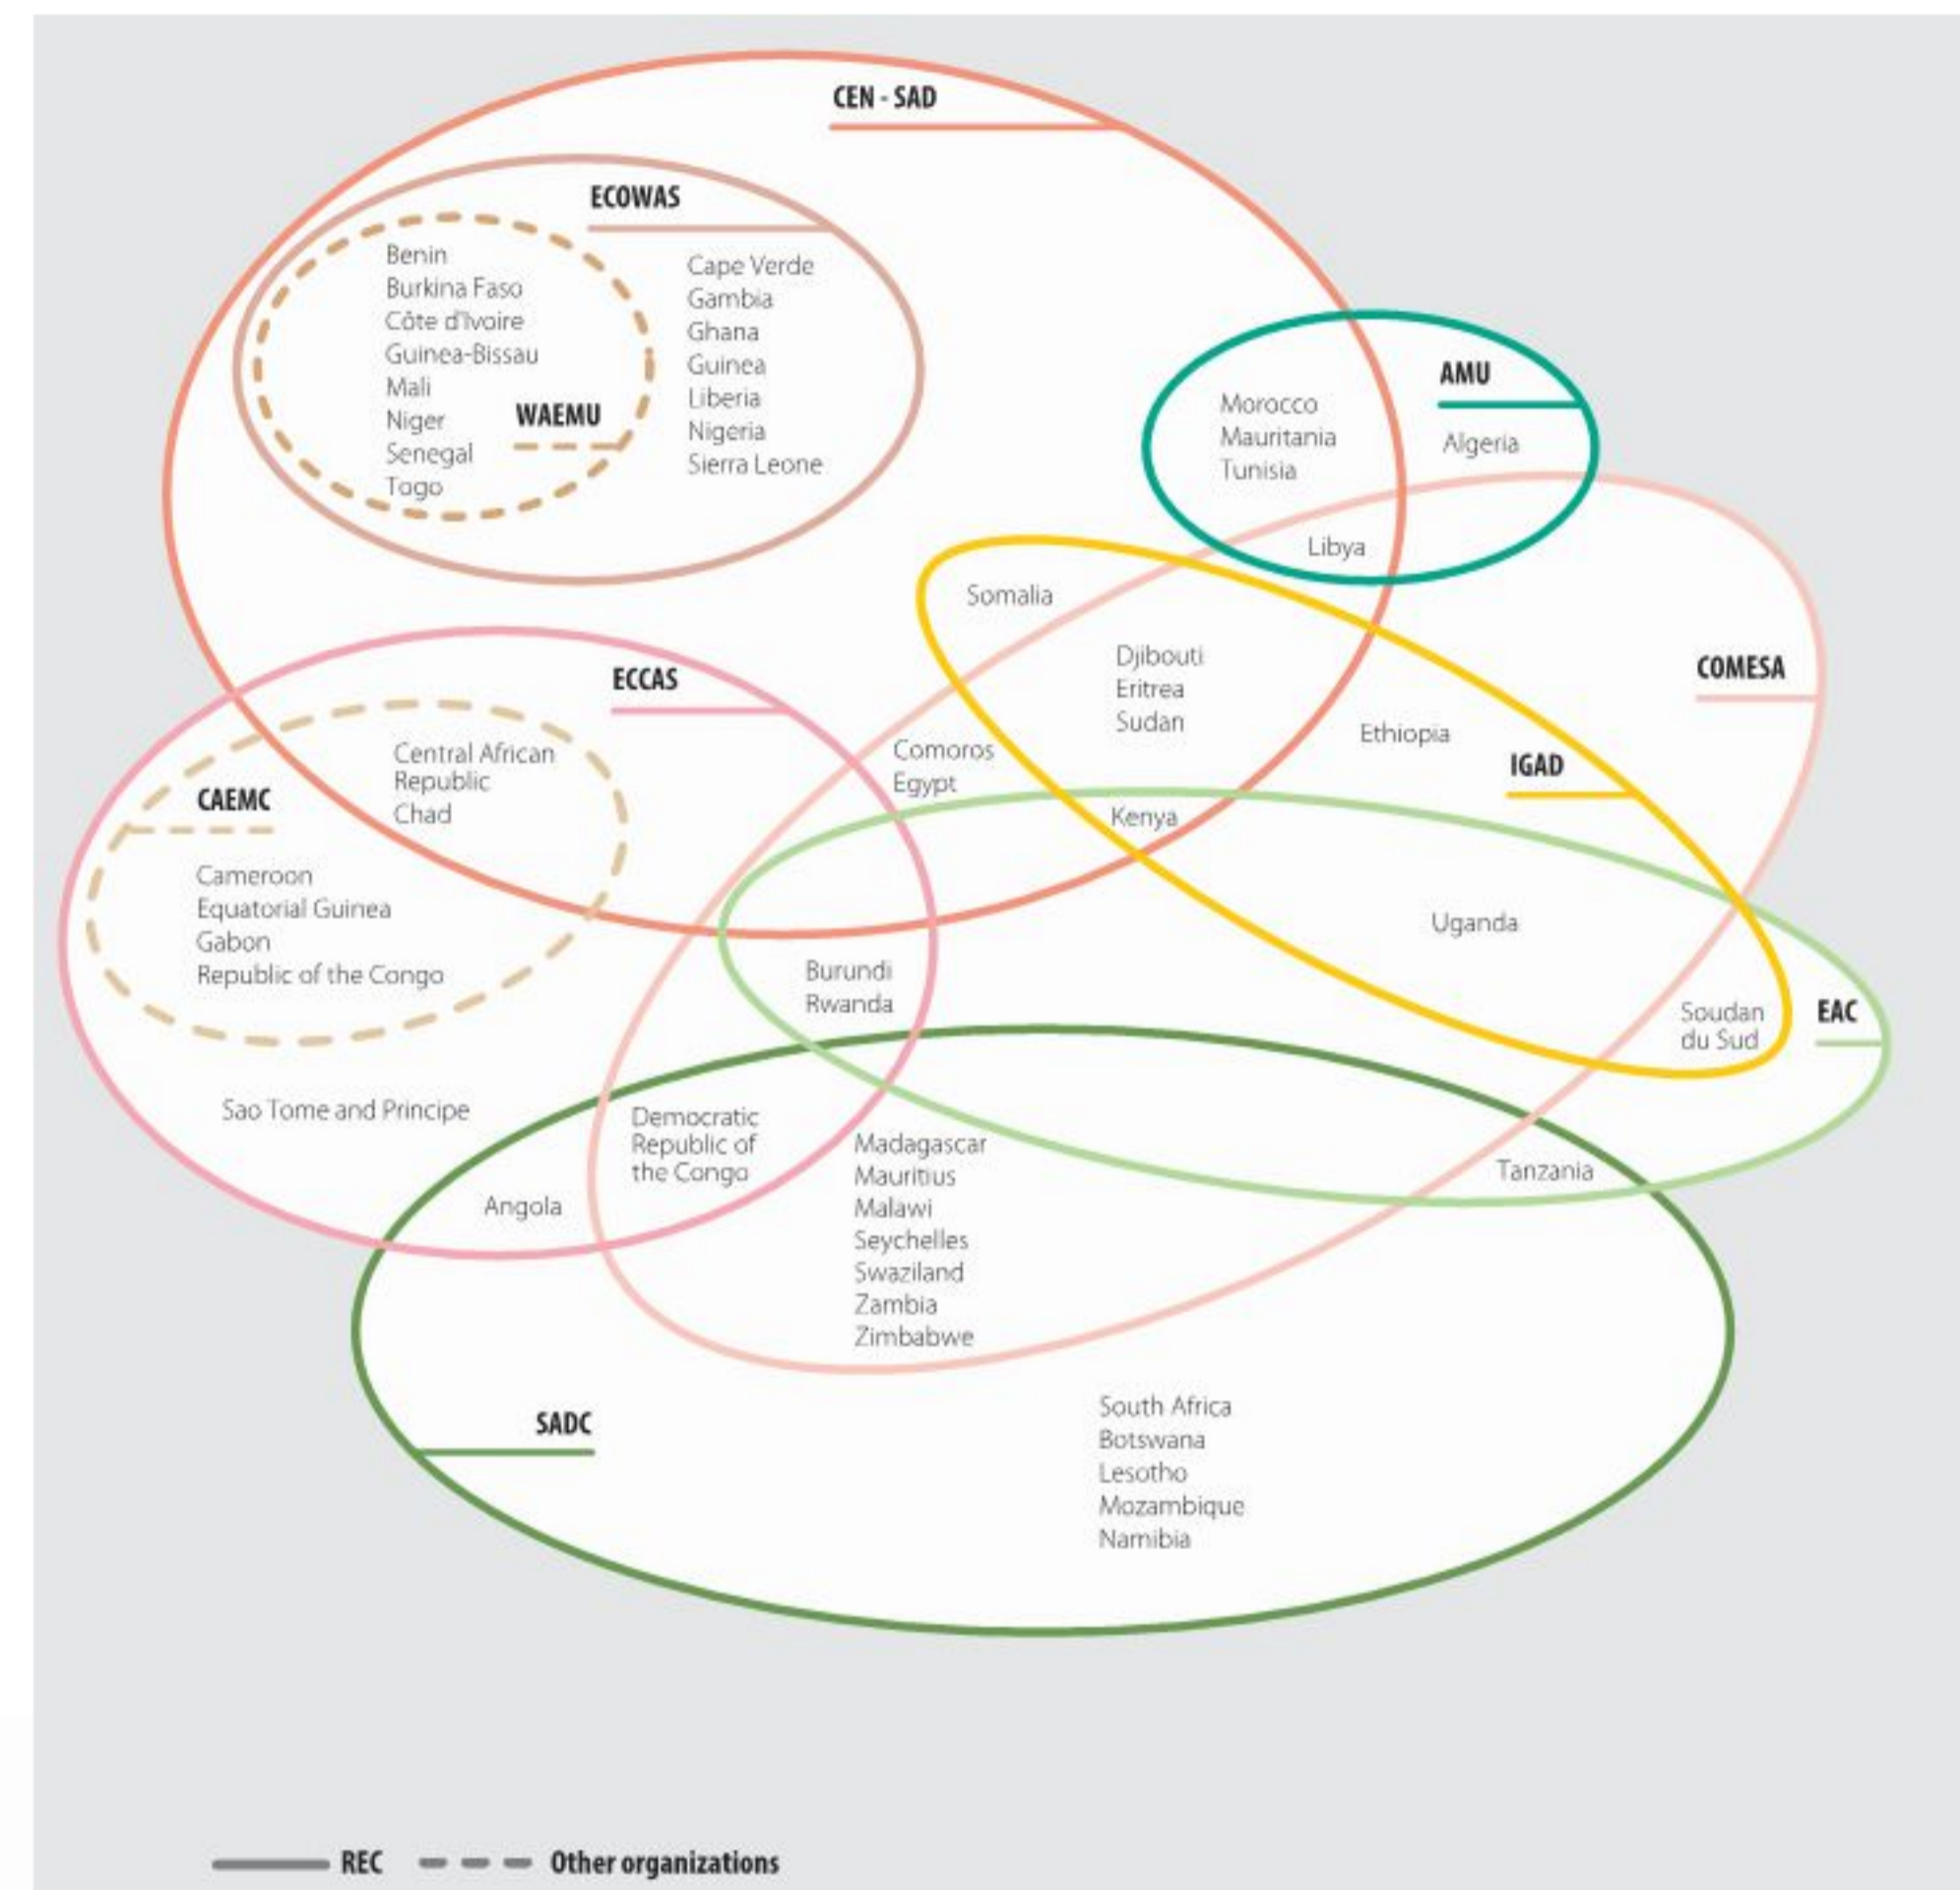 CEN - SAD
ECOWAS
Benin
Burkina Faso
Côte d'Ivoire
Guinea-Bissau
Mali
Niger
Senegal
Togo
WAEMU
Cape Verde
Gambia
Ghana
Guinea
Liberia
Nigeria
Sierra Leone
AMU
Morocco
Mauritania
Tunisia
Algeria
Libya
Somalia
Djibouti
Eritrea
Sudan
COMESA
Ethiopia
IGAD
ECCAS
Comoros
Egypt
Central African
Republic
Chad
CAEMC
Kenya
Cameroon
Equatorial Guinea
Gabon
Republic of the Congo
Uganda
Burundi
Rwanda
Soudan
du Sud
EAC
Sao Tome and Principe
Democratic
Republic of
the Congo
Angola
Madagascar
Mauritius
Malawi
Seychelles
Swaziland
Zambia
Zimbabwe
Tanzania
SADC
South Africa
Botswana
Lesotho
Mozambique
Namibia
REC
Other organizations